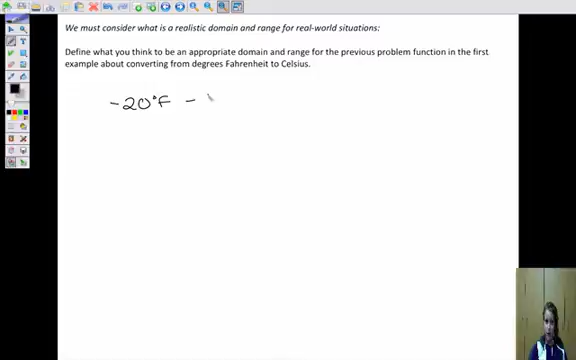 We must consider what is a realistic domain and range for real-world situations:
Define what you think to be an appropriate domain and range for the previous problem function in the first
example about converting from degrees Fahrenheit to Celsius.
-20°F -